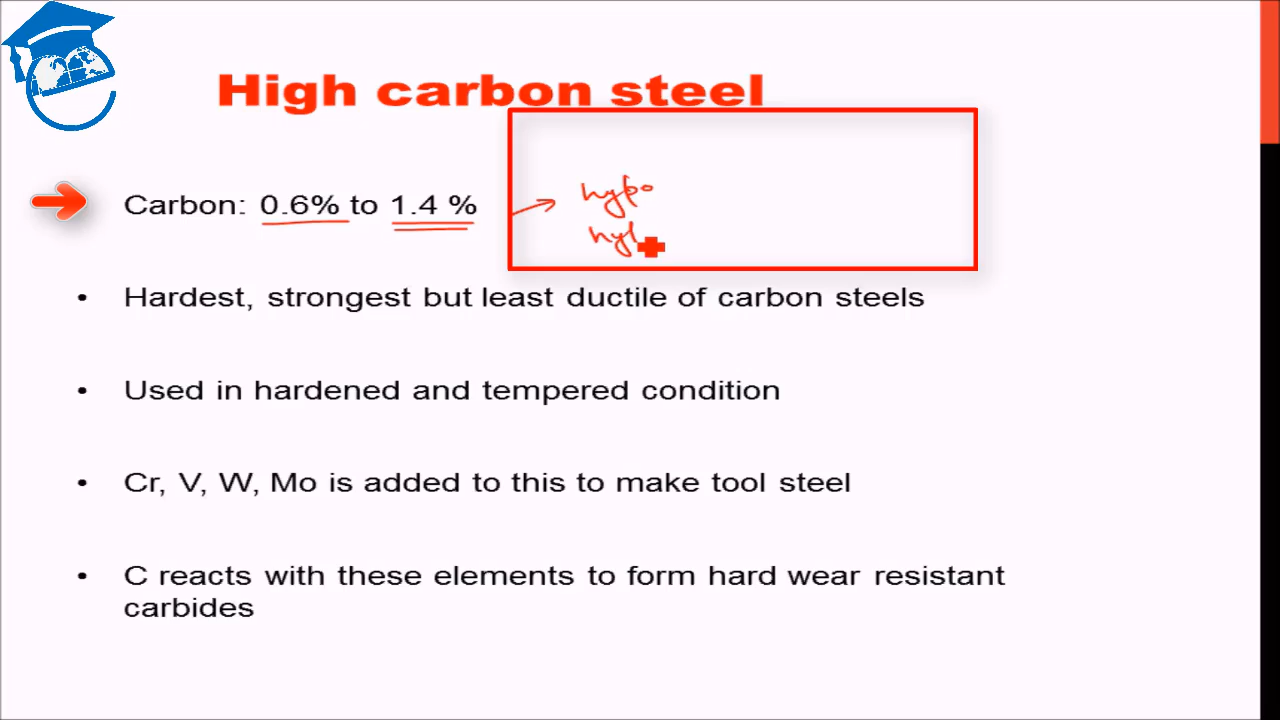 High carbon steel
Carbon: 0.6% to 1.4 %
hypo
• Hardest, strongest but least ductile of carbon steels
• Used in hardened and tempered condition
• Cr, V, W, Mo is added to this to make tool steel
• C reacts with these elements to form hard wear resistant
carbides